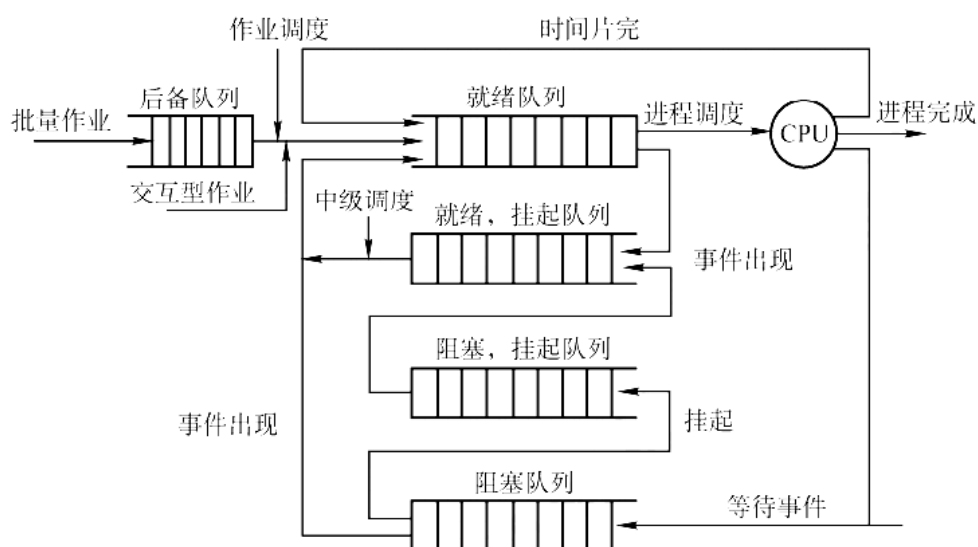 作业调度
时间片完
后备队列
就绪队列
批量作业
进程调度
CPU
进程完成
交互型作业
中级调度
就绪，挂起队列
事件出现
阻塞，挂起队列
事件出现
挂起
阻塞队列
等待事件